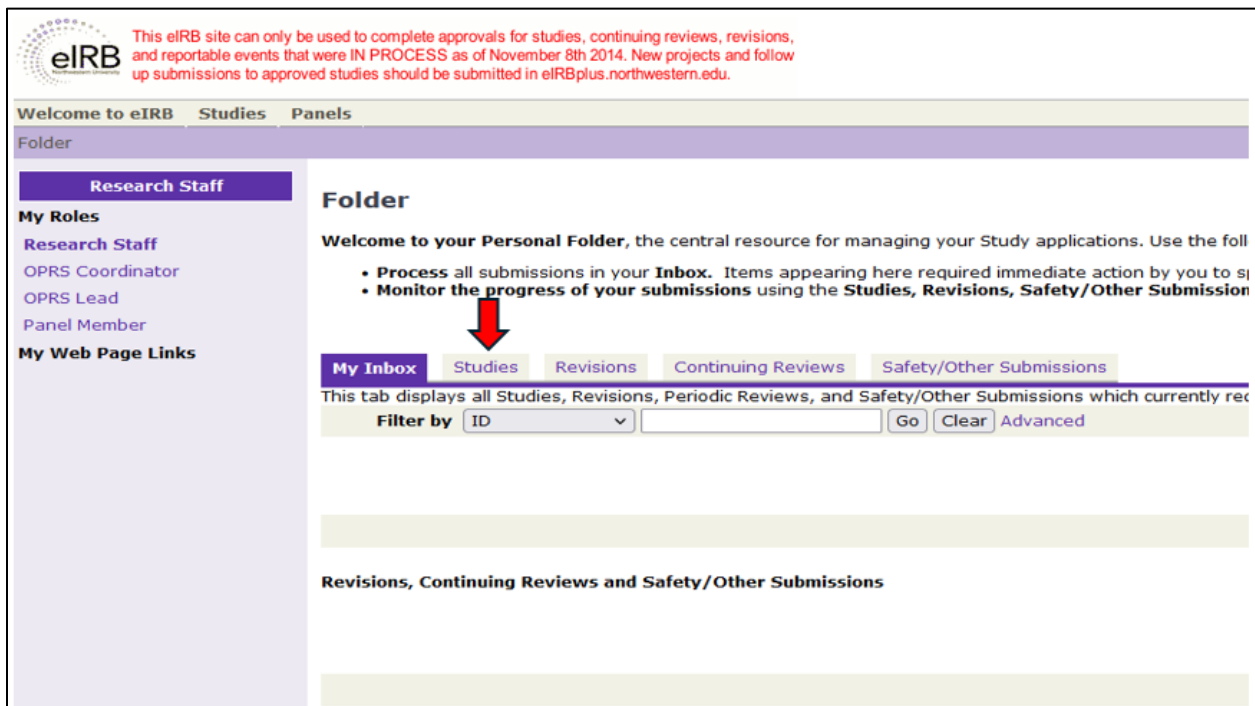 This eIRB site can only be used to complete approvals for studies, continuing reviews, revisions,
and reportable events that were IN PROCESS as of November 8th 2014. New projects and follow
up submissions to approved studies should be submitted in eIRBplus.northwestern.edu.
eIRB
Northwestern University
Welcome to eIRB Studies Panels
Folder
Research Staff
My Roles
Research Staff
OPRS Coordinator
OPRS Lead
Panel Member
My Web Page Links
Folder
Welcome to your Personal Folder, the central resource for managing your Study applications. Use the foll
• Process all submissions in your Inbox. Items appearing here required immediate action by you to s
• Monitor the progress of your submissions using the Studies, Revisions, Safety/Other Submission
My Inbox Studies Revisions Continuing Reviews Safety/Other Submissions
This tab displays all Studies, Revisions, Periodic Reviews, and Safety/Other Submissions which currently re
Filter by ID Go Clear Advanced
Revisions, Continuing Reviews and Safety/Other Submissions